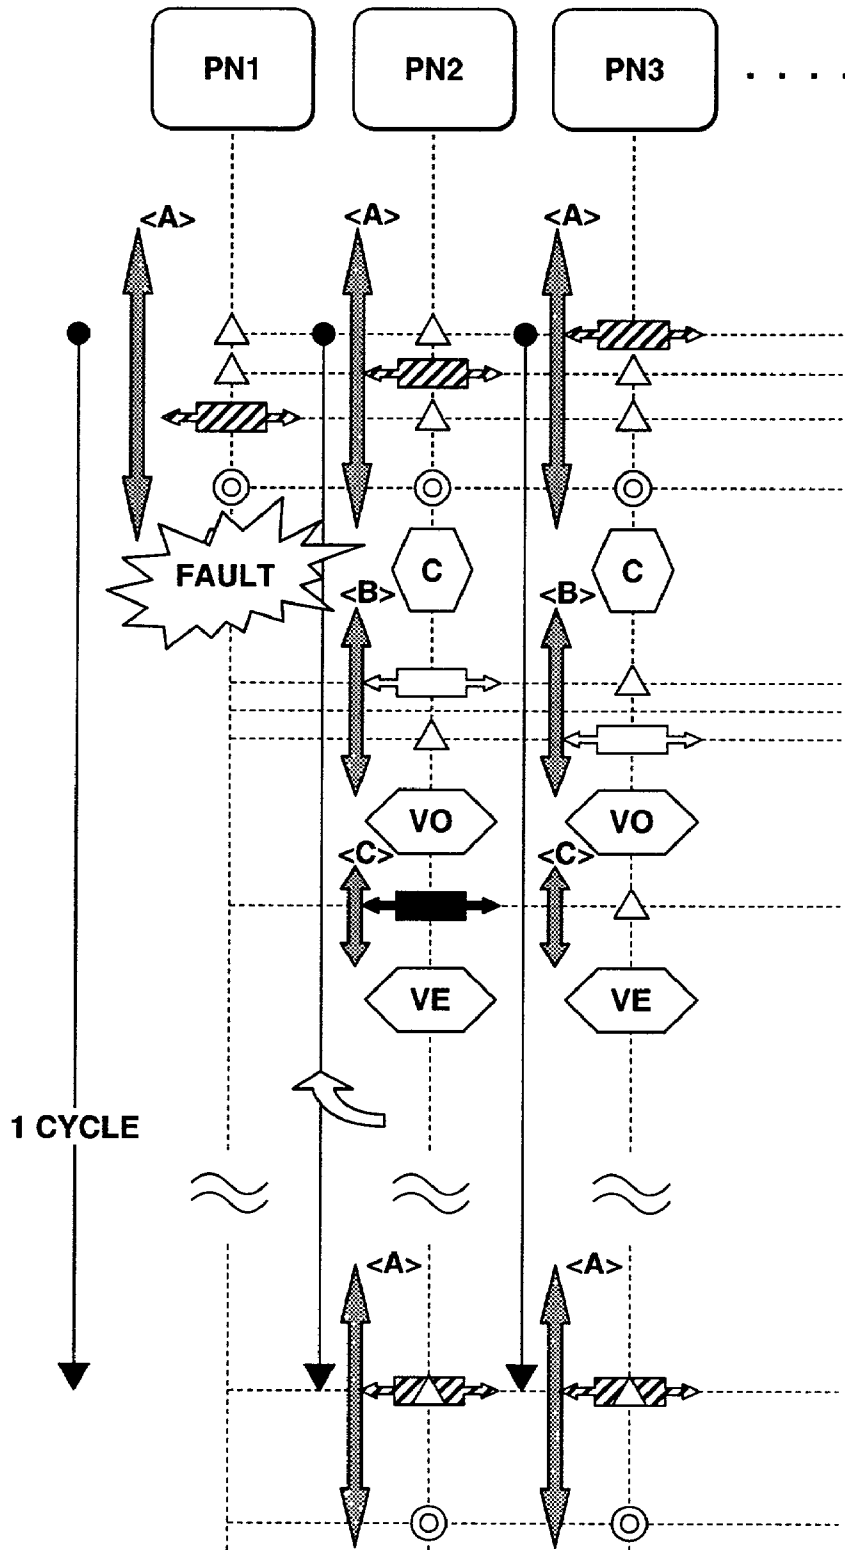 PN1 PN2 PN3 . . . .
<A> <A> <A>
FAULT C C
<B> <B>
VO VO
<C> <C>
VE VE
1 CYCLE
<A> <A>